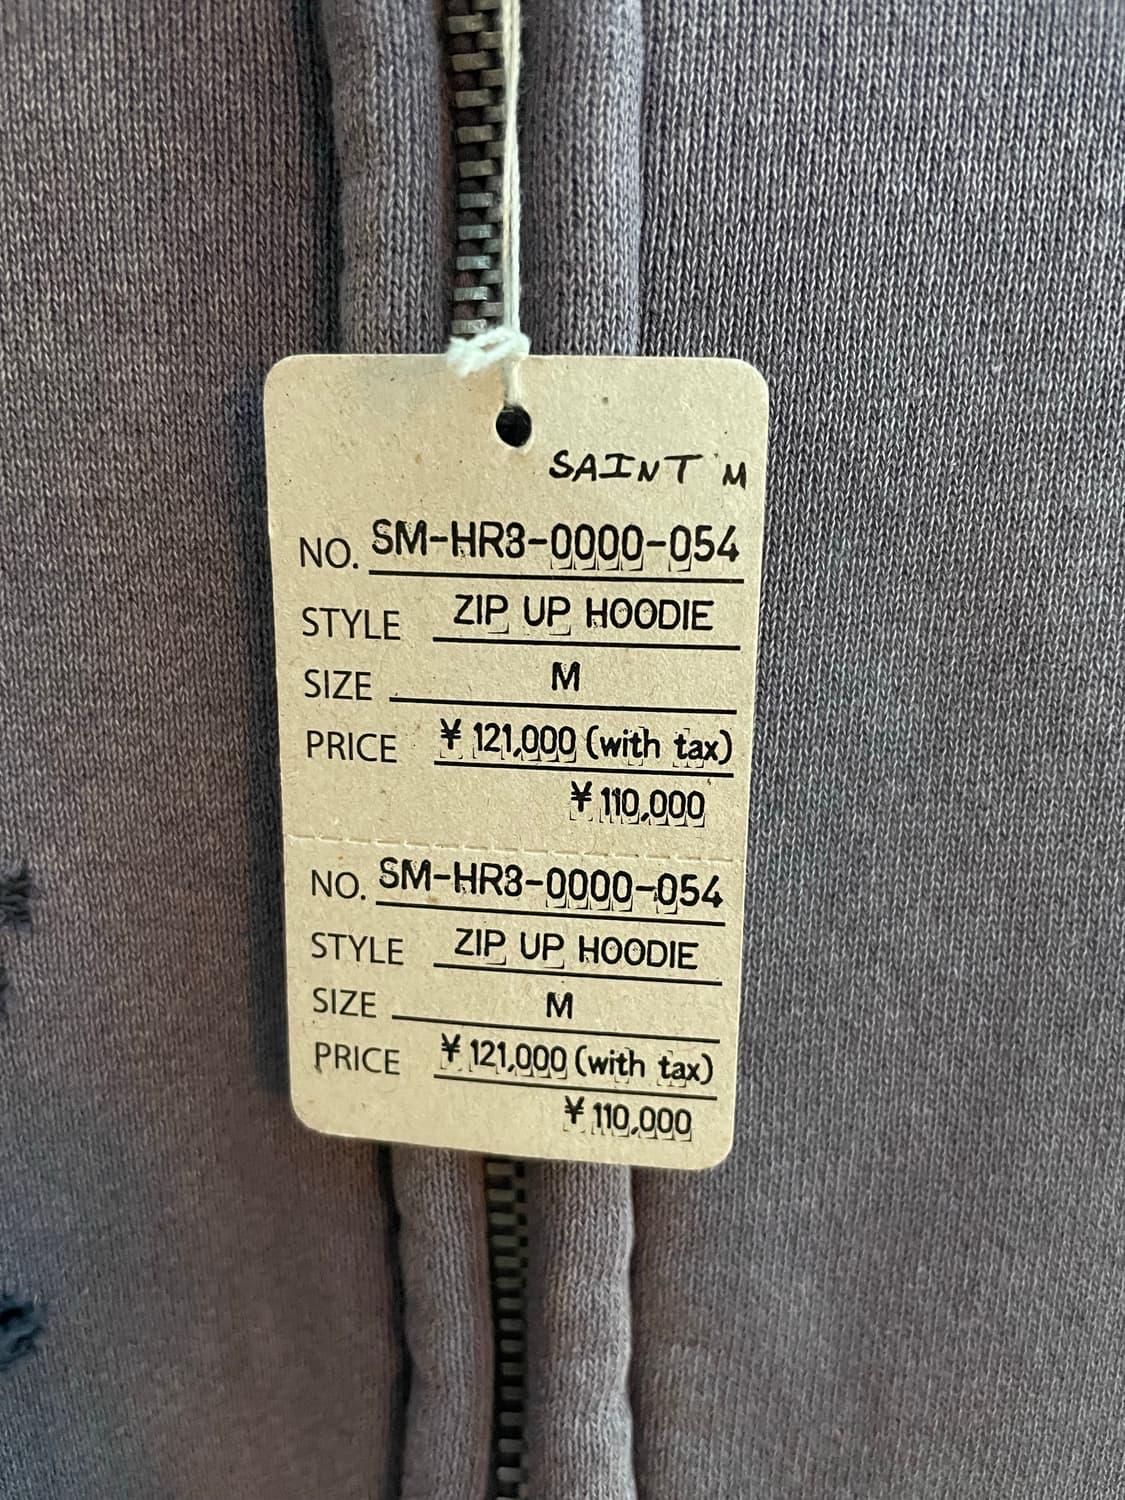 SAINT M
NO. SM-HR3-0000-054
STYLE ZIP UP HOODIE
SIZE M
PRICE ¥ 121,000 (with tax)
¥ 110,000
NO. SM-HR3-0000-054
STYLE ZIP UP HOODIE
SIZE M
PRICE ¥ 121,000 (with tax)
¥ 110,000